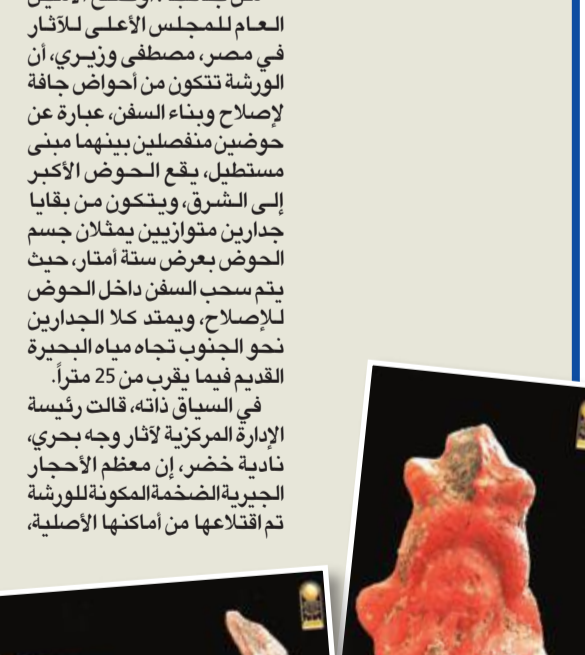 العام للمجلس الأعلى للآثار
في مصر، مصطفى وزيري، أن
الورشة تتكون من أحواض جافة
لإصلاح وبناء السفن، عبارة عن
حوضين منفصلين بينهما مبنى
مستطيل، يقع الحوض الأكبر
إلى الشرق، ويتكون من بقايا
جدارين متوازيين يمثلان جسم
الحوض بعرض ستة أمتار، حيث
يتم سحب السفن داخل الحوض
للإصلاح، ويمتد كلا الجدارين
نحو الجنوب تجاه مياه البحيرة
القديم فيما يقرب من 25 متراً.
في السياق ذاته، قالت رئيسة
الإدارة المركزية لآثار وجه بحري،
نادية خضر، إن معظم الأحجار
الجيرية الضخمة المكونة للورشة
تم اقتلاعها من أماكنها الأصلية،